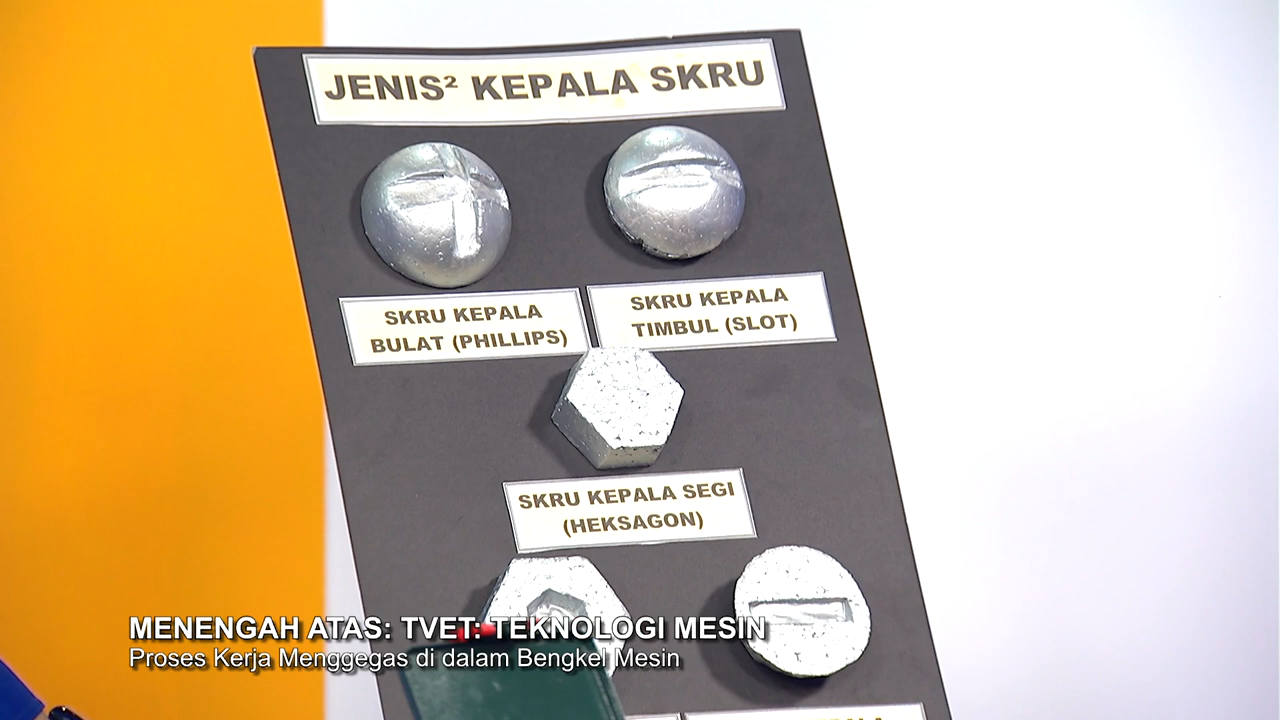 JENIS² KEPALA SKRU
SKRU KEPALA
BULAT (PHILLIPS)
SKRU KEPALA
TIMBUL (SLOT)
SKRU KEPALA SEGI
(HEKSAGON)
MENENGAH ATAS: TVET: TEKNOLOGI MESIN
Proses Kerja Menggegas di dalam Bengkel Mesin